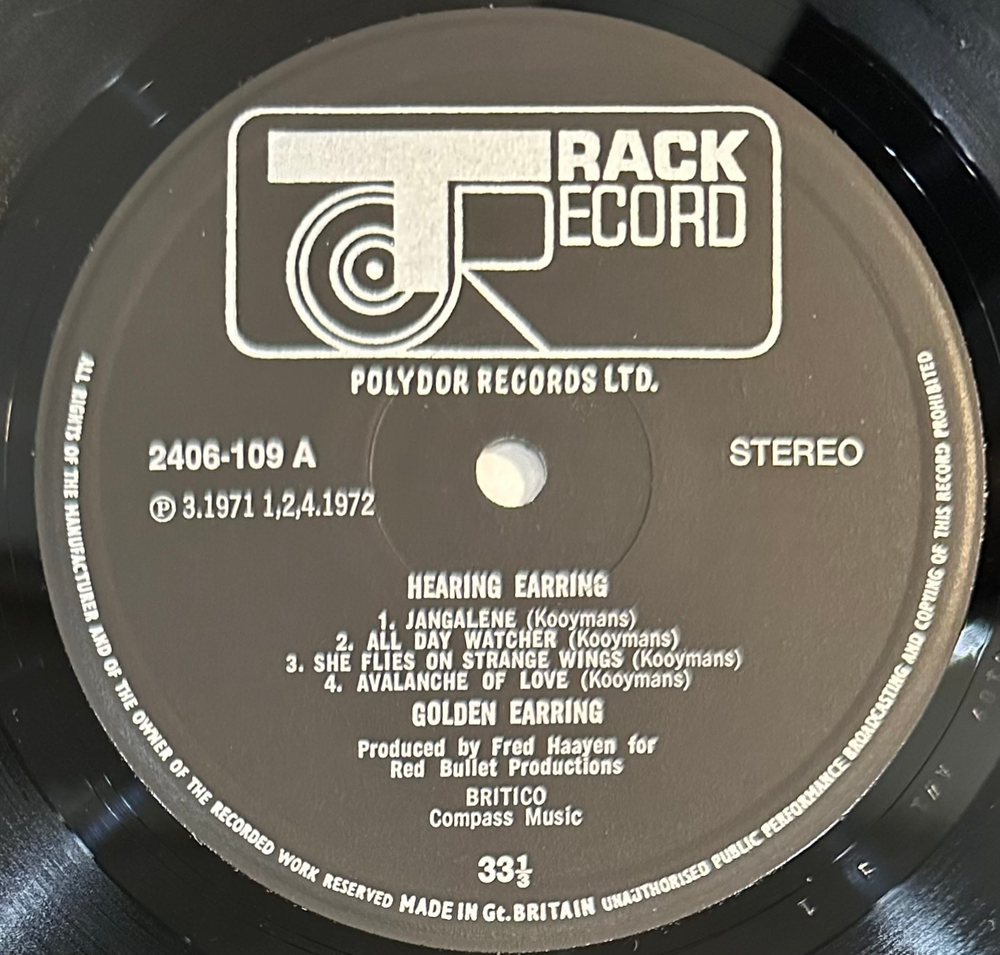 TRACK
RECORD
POLYDOR RECORDS LTD.
2406-109 A
STEREO
℗ 3.1971 1,2,4.1972
HEARING EARRING
1. JANGALENE (Kooymans)
2. ALL DAY WATCHER (Kooymans)
3. SHE FLIES ON STRANGE WINGS (Kooymans)
4. AVALANCHE OF LOVE (Kooymans)
GOLDEN EARRING
Produced by Fred Haayen for
Red Bullet Productions
BRITICO
Compass Music
33⅓
ALL RIGHTS OF THE MANUFACTURER AND OF THE OWNER OF THE RECORDED WORK RESERVED MADE IN Gt.BRITAIN UNAUTHORISED PUBLIC PERFORMANCE BROADCASTING AND COPYING OF THIS RECORD PROHIBITED